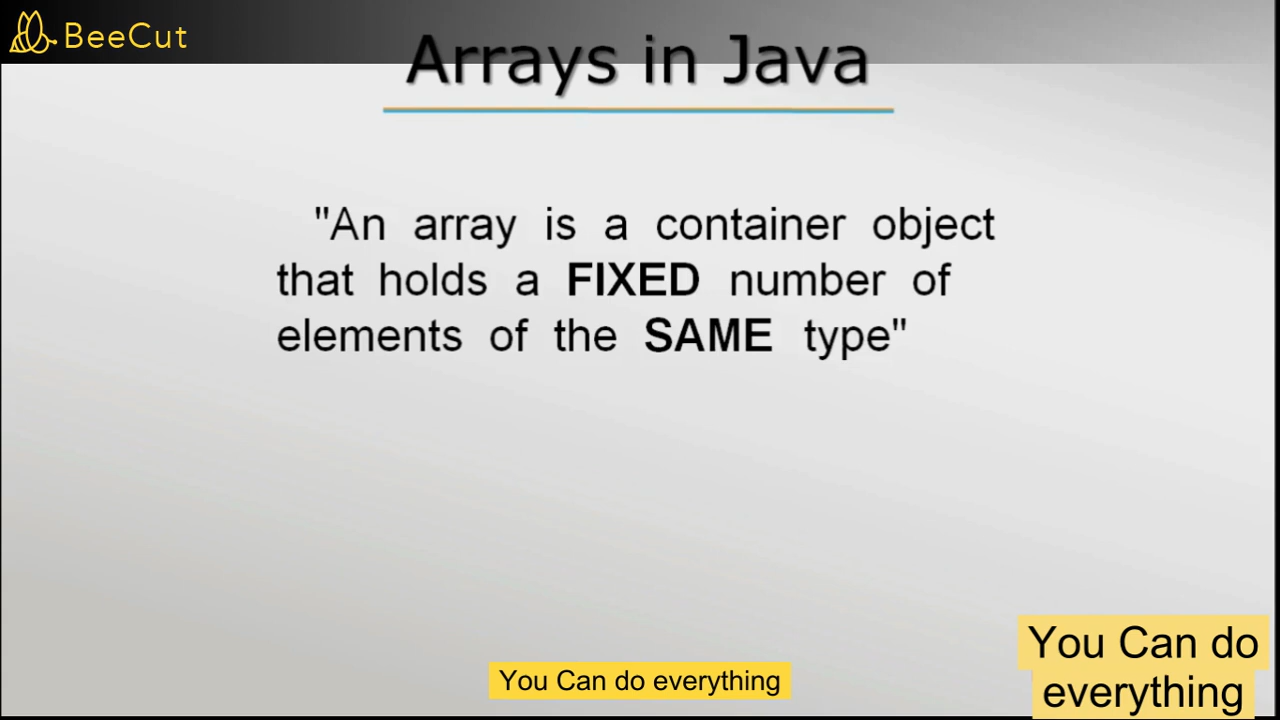 BeeCut
Arrays in Java
"An array is a container object
that holds a FIXED number of
elements of the SAME type"
You Can do everything
You Can do
everything